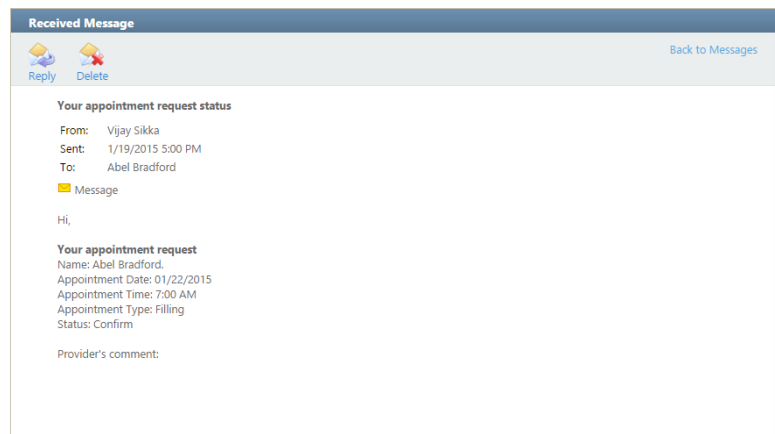 Received Message
Reply Delete Back to Messages
Your appointment request status
From: Vijay Sikka
Sent: 1/19/2015 5:00 PM
To: Abel Bradford
Message
Hi,
Your appointment request
Name: Abel Bradford.
Appointment Date: 01/22/2015
Appointment Time: 7:00 AM
Appointment Type: Filling
Status: Confirm
Provider's comment: